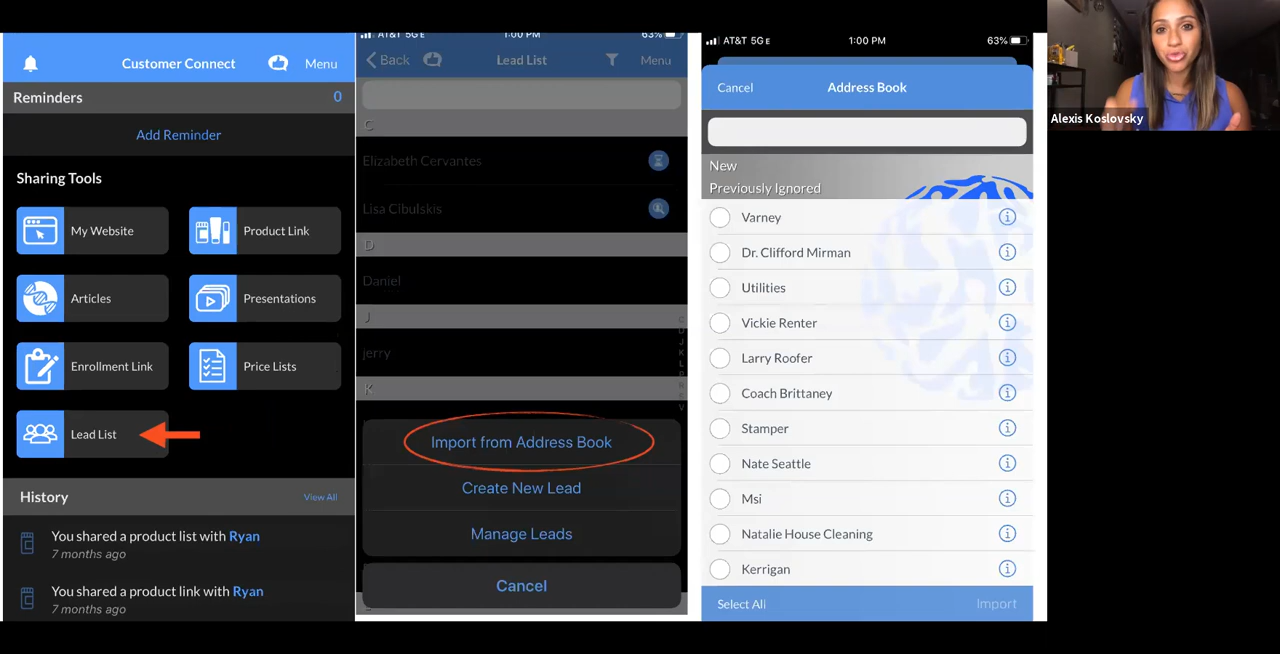 Customer Connect
Menu
Reminders
0
Add Reminder
Sharing Tools
My Website
Product Link
Articles
Presentations
Enrollment Link
Price Lists
Lead List
History
View All
You shared a product list with Ryan
7 months ago
You shared a product link with Ryan
7 months ago
AT&T 5GE
1:00 PM
63%
Back
Lead List
Menu
C
Elizabeth Cervantes
Lisa Cibulskis
D
Daniel
J
jerry
K
Import from Address Book
Create New Lead
Manage Leads
Cancel
AT&T 5GE
1:00 PM
63%
Cancel
Address Book
New
Previously Ignored
Varney
Dr. Clifford Mirman
Utilities
Vickie Renter
Larry Roofer
Coach Brittaney
Stamper
Nate Seattle
Msi
Natalie House Cleaning
Kerrigan
Select All
Import
Alexis Koslovsky